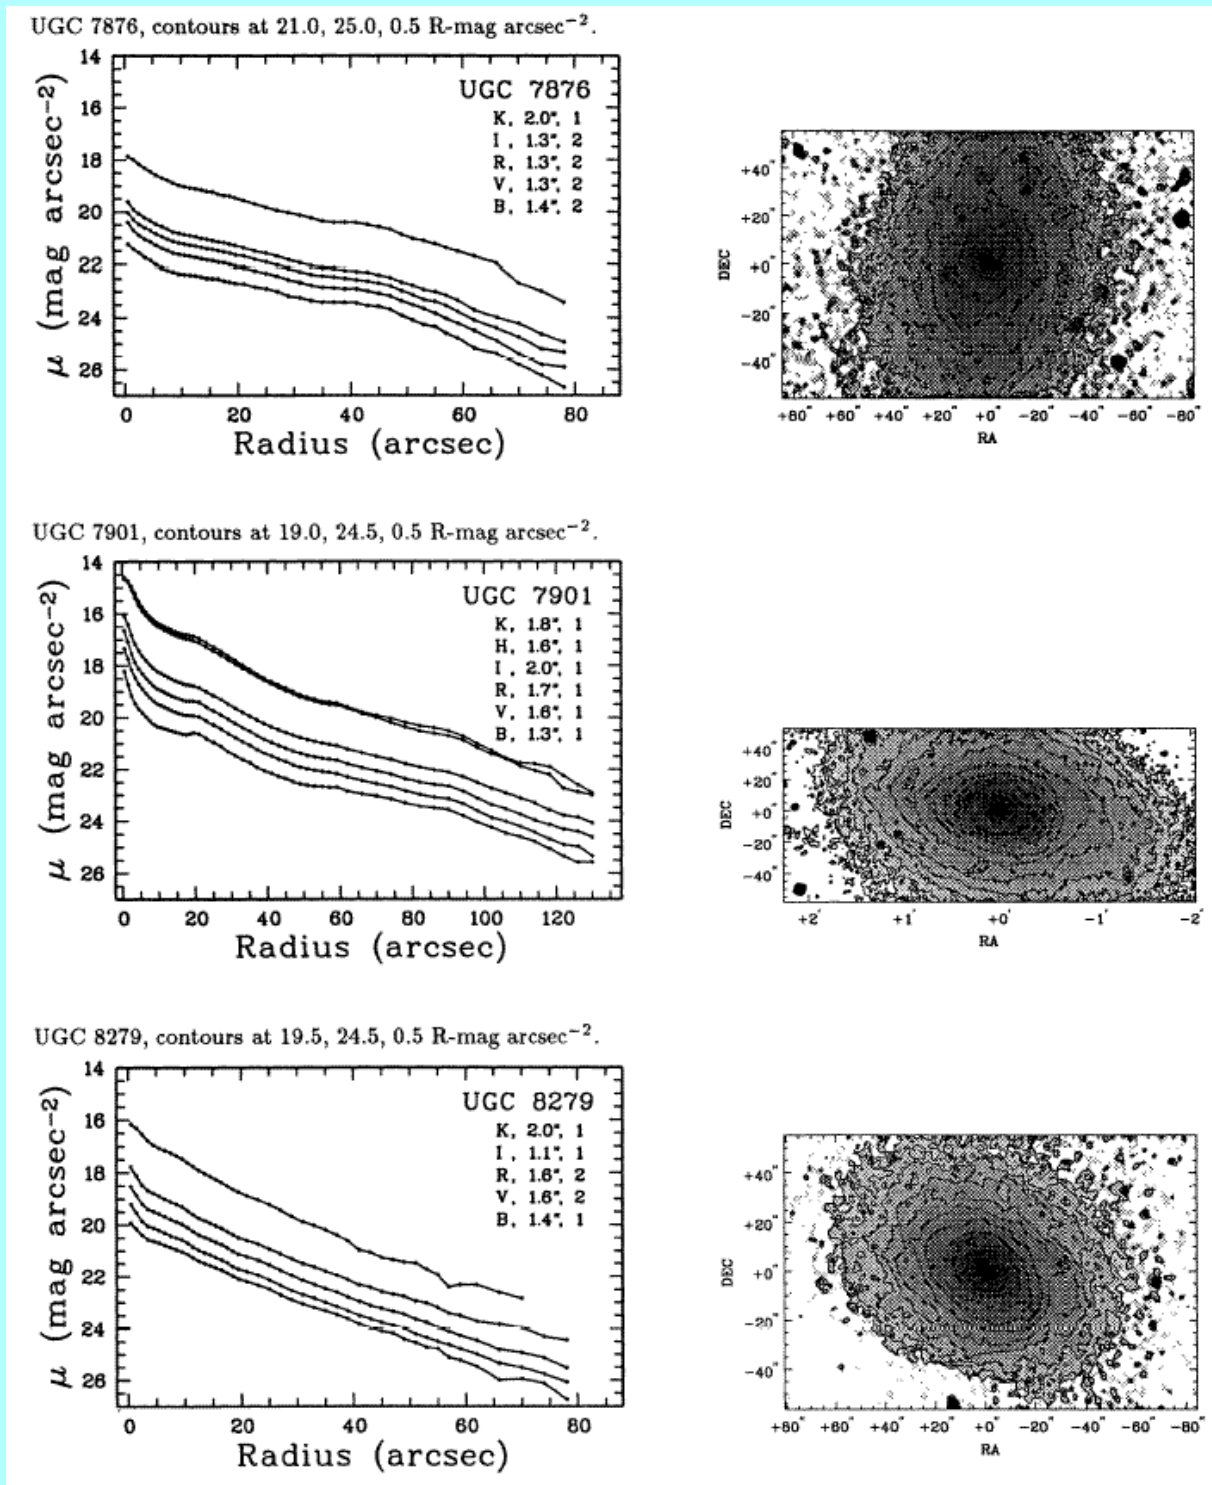 UGC 7876, contours at 21.0, 25.0, 0.5 R-mag arcsec⁻².
14
16
18
20
22
24
26
μ (mag arcsec⁻²)
UGC 7876
K, 2.0", 1
I, 1.3", 2
R, 1.3", 2
V, 1.3", 2
B, 1.4", 2
0 20 40 60 80
Radius (arcsec)
+40"
+20"
+0"
-20"
-40"
DEC
+80" +60" +40" +20" +0" -20" -40" -60" -80"
RA
UGC 7901, contours at 19.0, 24.5, 0.5 R-mag arcsec⁻².
14
16
18
20
22
24
26
μ (mag arcsec⁻²)
UGC 7901
K, 1.8", 1
H, 1.6", 1
I, 2.0", 1
R, 1.7", 1
V, 1.6", 1
B, 1.3", 1
0 20 40 60 80 100 120
Radius (arcsec)
+40"
+20"
+0"
-20"
-40"
DEC
+2' +1' +0' -1' -2'
RA
UGC 8279, contours at 19.5, 24.5, 0.5 R-mag arcsec⁻².
14
16
18
20
22
24
26
μ (mag arcsec⁻²)
UGC 8279
K, 2.0", 1
I, 1.1", 1
R, 1.6", 2
V, 1.6", 2
B, 1.4", 1
0 20 40 60 80
Radius (arcsec)
+40"
+20"
+0"
-20"
-40"
DEC
+80" +60" +40" +20" +0" -20" -40" -60" -80"
RA